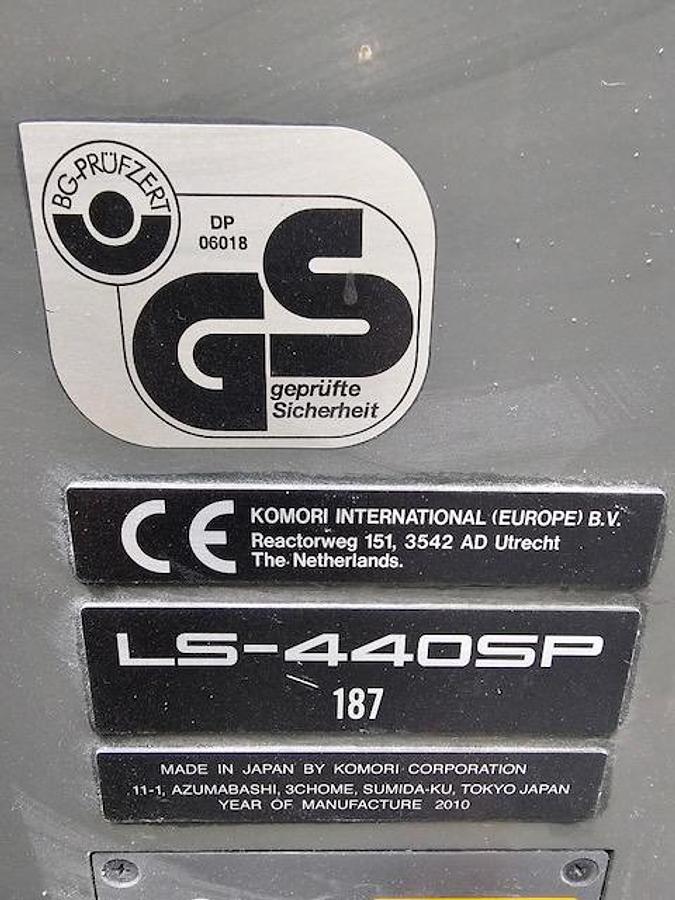 BG-PRÜFZERT
DP
06018
GS
geprüfte
Sicherheit
CE KOMORI INTERNATIONAL (EUROPE) B.V.
Reactorweg 151, 3542 AD Utrecht
The Netherlands.
LS-440SP
187
MADE IN JAPAN BY KOMORI CORPORATION
11-1, AZUMABASHI, 3CHOME, SUMIDA-KU, TOKYO JAPAN
YEAR OF MANUFACTURE 2010